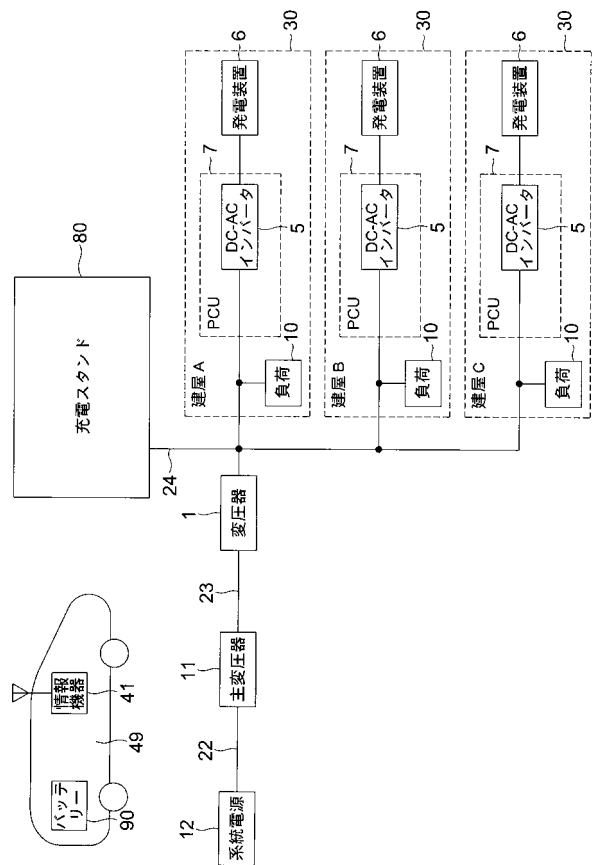 80
充電スタンド
24
情報
機器
41
49
バッテ
リー
90
系統電源
12
22
主変圧器
11
23
変圧器
1
30
建屋 A
PCU
7
DC-AC
インバータ
5
発電装置
6
負荷
10
30
建屋 B
PCU
7
DC-AC
インバータ
5
発電装置
6
負荷
10
30
建屋 C
PCU
7
DC-AC
インバータ
5
発電装置
6
負荷
10